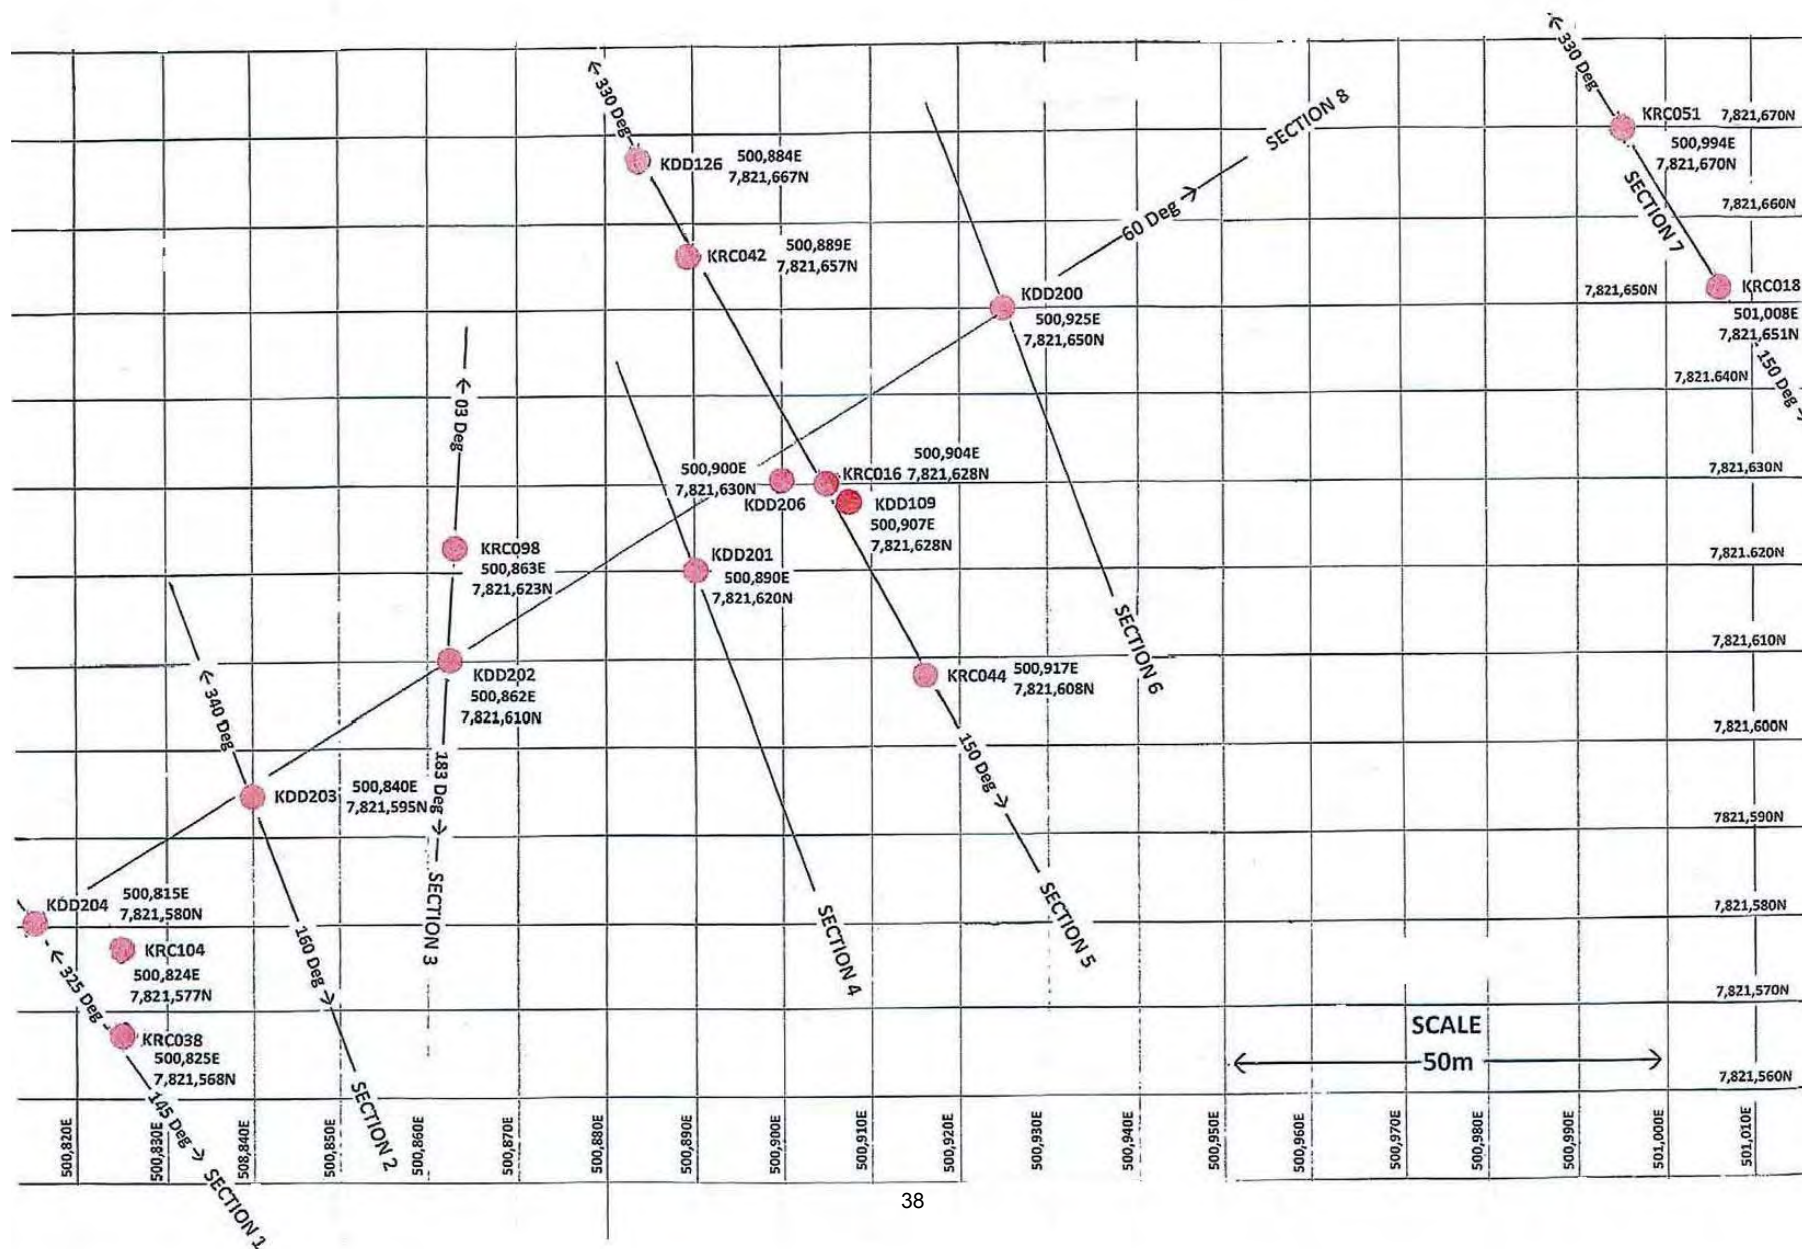 ← 330 Deg
← 330 Deg
SECTION 8
KRC051 7,821,670N
500,994E
7,821,670N
KDD126 500,884E
7,821,667N
SECTION 7
7,821,660N
60 Deg →
KRC042 500,889E
7,821,657N
KDD200
500,925E
7,821,650N
7,821,650N KRC018
501,008E
7,821,651N
150 Deg →
7,821.640N
← 03 Deg
500,904E
KRC016 7,821,628N
500,900E
7,821,630N
KDD206
7,821,630N
KDD109
500,907E
7,821,628N
KRC098
500,863E
7,821,623N
KDD201
500,890E
7,821,620N
7,821.620N
SECTION 6
7,821,610N
KDD202
500,862E
7,821,610N
KRC044 500,917E
7,821,608N
← 340 Deg
7,821,600N
183 Deg →
150 Deg →
KDD203 500,840E
7,821,595N
7821,590N
SECTION 3
SECTION 4
SECTION 5
KDD204 500,815E
7,821,580N
7,821,580N
KRC104
500,824E
7,821,577N
160 Deg →
← 325 Deg
7,821,570N
SCALE
50m
KRC038
500,825E
7,821,568N
7,821,560N
145 Deg →
SECTION 1
SECTION 2
500,820E
500,830E
508,840E
500,850E
500,860E
500,870E
500,880E
500,890E
500,900E
500,910E
500,920E
500,930E
500,940E
500,950E
500,960E
500,970E
500,980E
500,990E
501,000E
501,010E
38